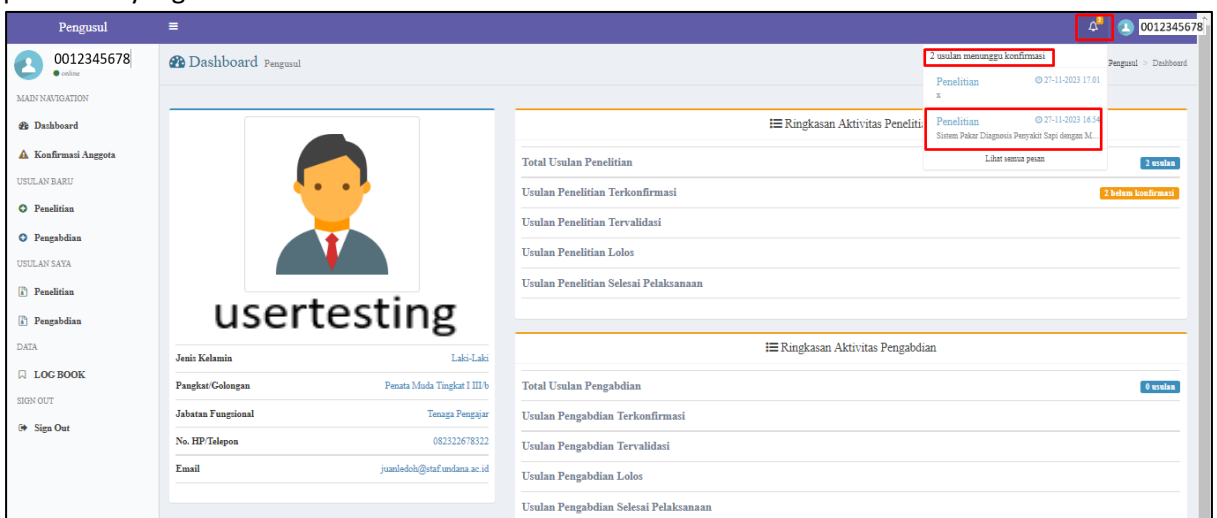 Pengusul
2
0012345678
0012345678
online
Dashboard Pengusul
2 usulan menunggu konfirmasi
Pengusul > Dashboard
Penelitian 27-11-2023 17.01
x
Penelitian 27-11-2023 16.54
Sistem Pakar Diagnosis Penyakit Sapi dengan M...
Lihat semua pesan
MAIN NAVIGATION
Dashboard
Konfirmasi Anggota
USULAN BARU
Penelitian
Pengabdian
USULAN SAYA
Penelitian
Pengabdian
DATA
LOG BOOK
SIGN OUT
Sign Out
usertesting
Jenis Kelamin Laki-Laki
Pangkat/Golongan Penata Muda Tingkat I III/b
Jabatan Fungsional Tenaga Pengajar
No. HP/Telepon 082322678322
Email juanledoh@staf.undana.ac.id
Ringkasan Aktivitas Peneliti
Total Usulan Penelitian 2 usulan
Usulan Penelitian Terkonfirmasi 2 belum konfirmasi
Usulan Penelitian Tervalidasi
Usulan Penelitian Lolos
Usulan Penelitian Selesai Pelaksanaan
Ringkasan Aktivitas Pengabdian
Total Usulan Pengabdian 0 usulan
Usulan Pengabdian Terkonfirmasi
Usulan Pengabdian Tervalidasi
Usulan Pengabdian Lolos
Usulan Pengabdian Selesai Pelaksanaan